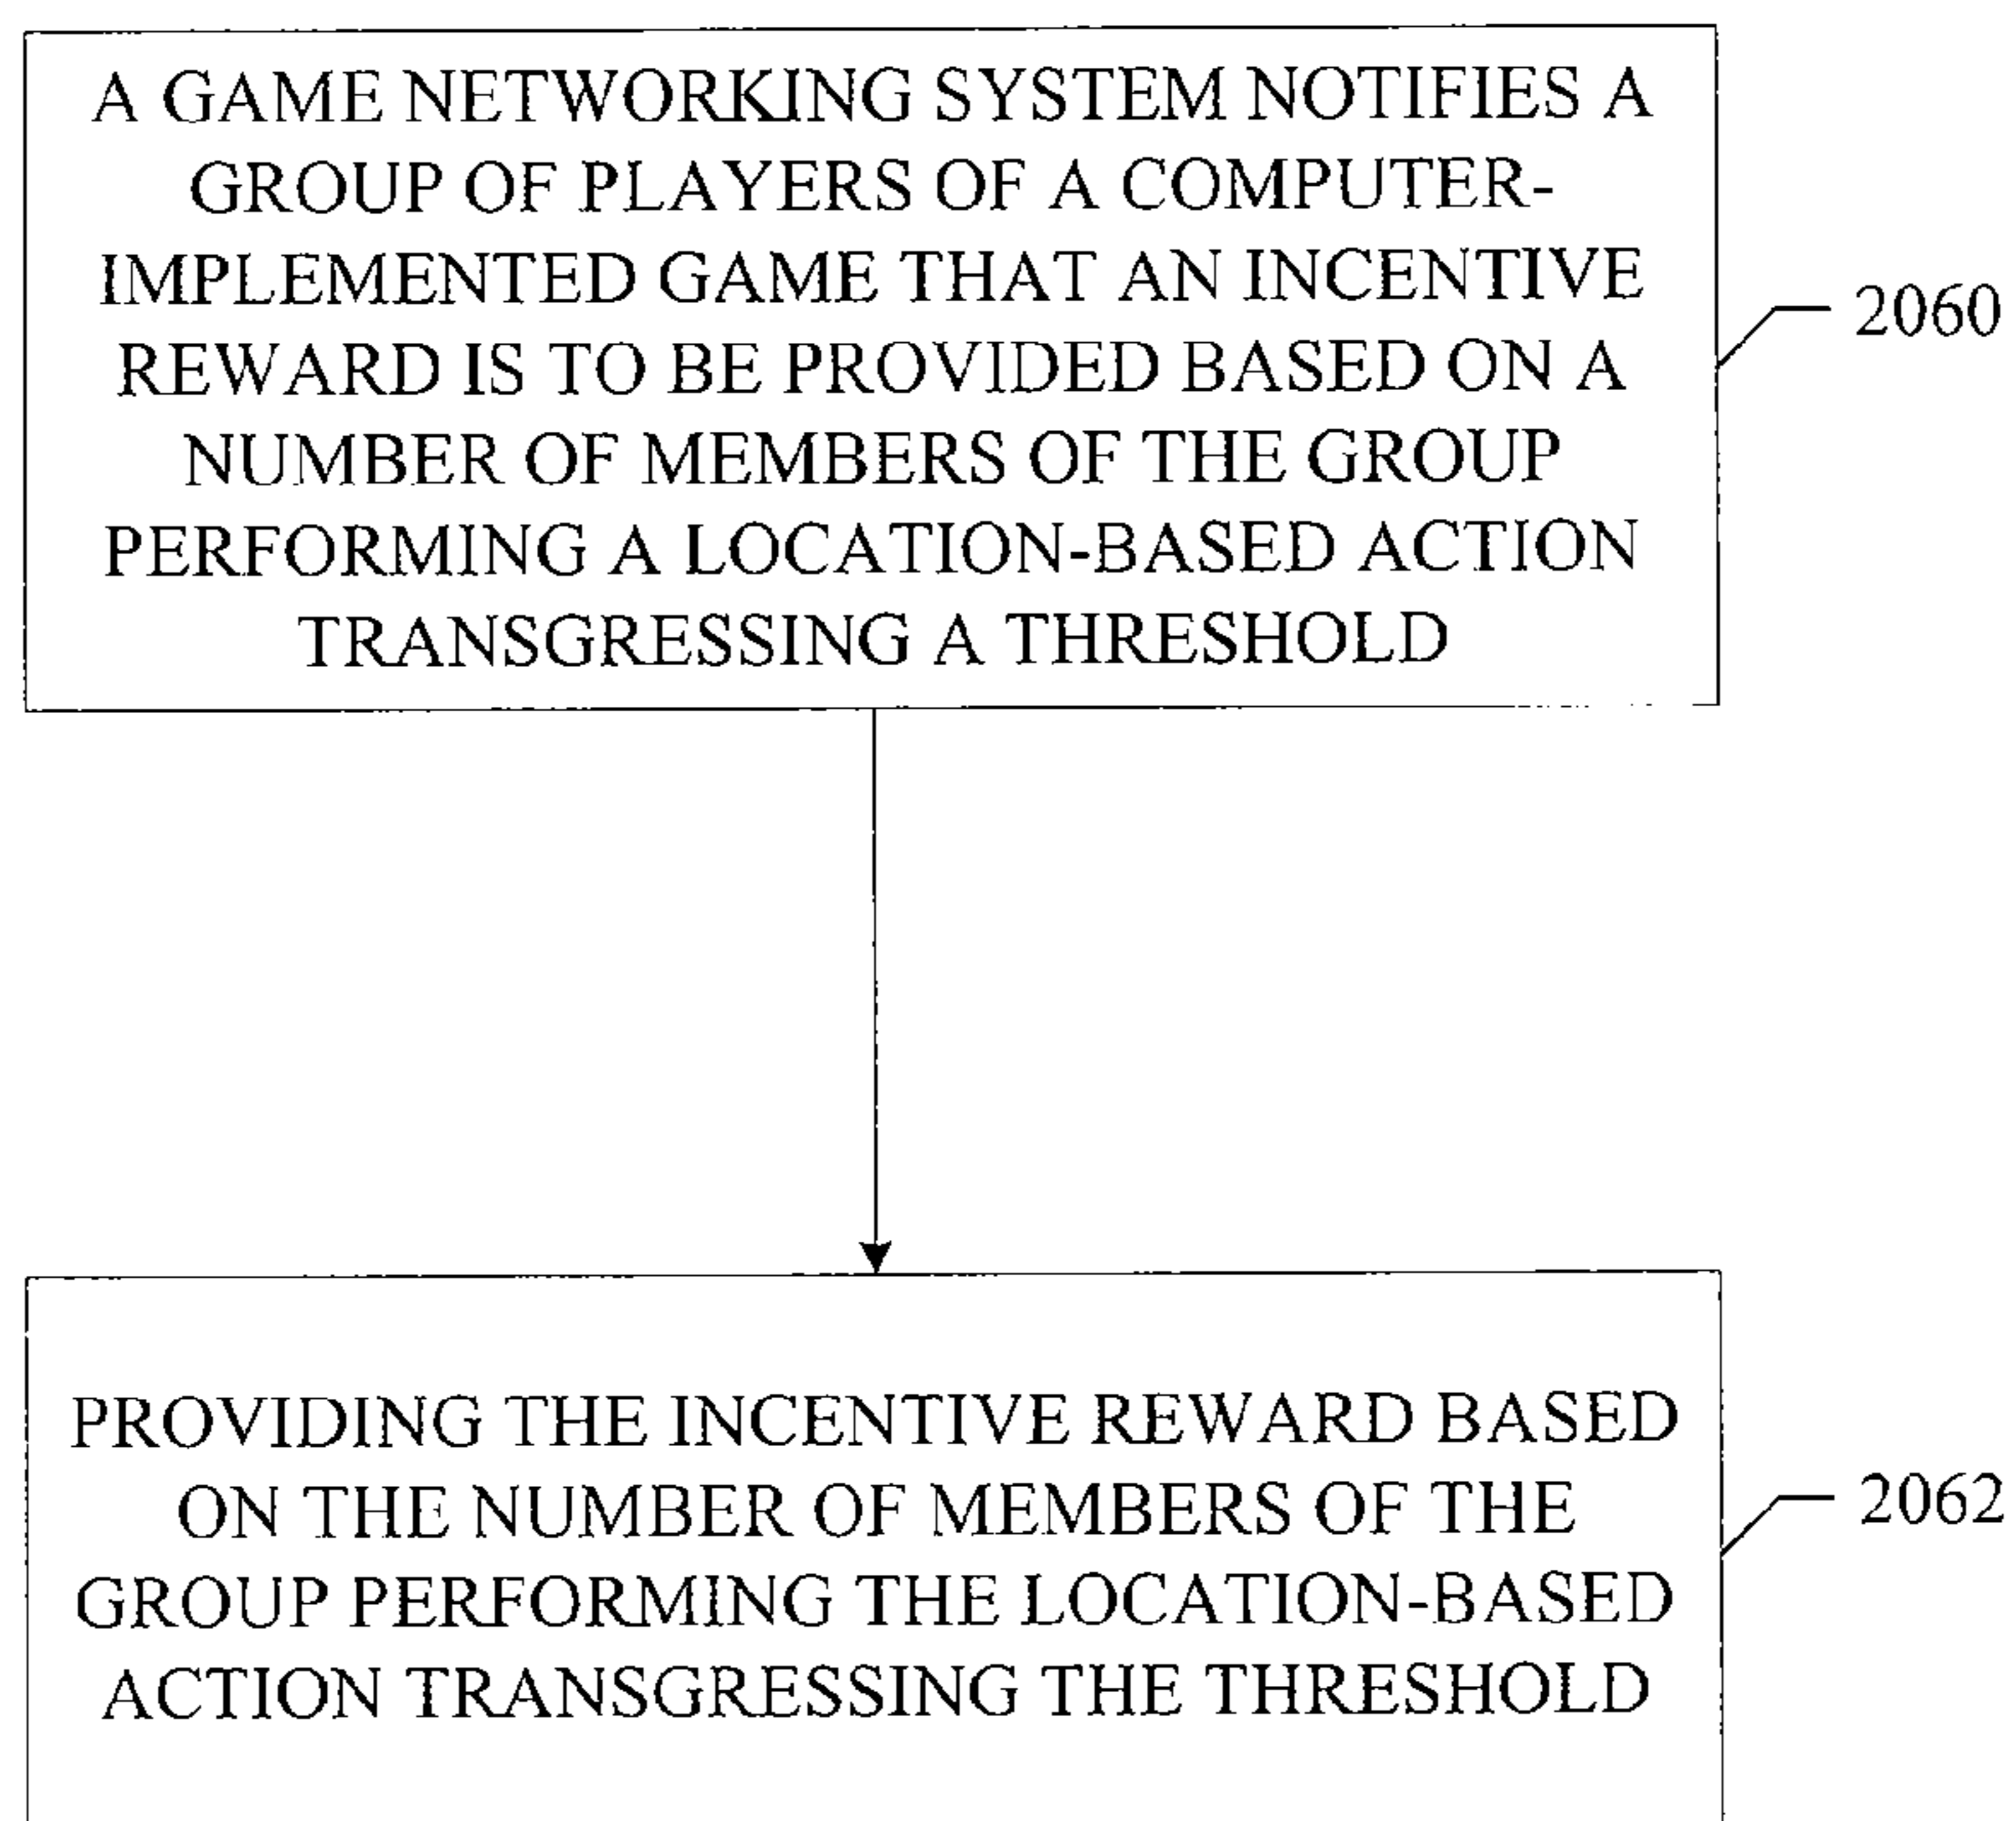 A GAME NETWORKING SYSTEM NOTIFIES A
GROUP OF PLAYERS OF A COMPUTER-
IMPLEMENTED GAME THAT AN INCENTIVE
REWARD IS TO BE PROVIDED BASED ON A
NUMBER OF MEMBERS OF THE GROUP
PERFORMING A LOCATION-BASED ACTION
TRANSGRESSING A THRESHOLD
2060
PROVIDING THE INCENTIVE REWARD BASED
ON THE NUMBER OF MEMBERS OF THE
GROUP PERFORMING THE LOCATION-BASED
ACTION TRANSGRESSING THE THRESHOLD
2062